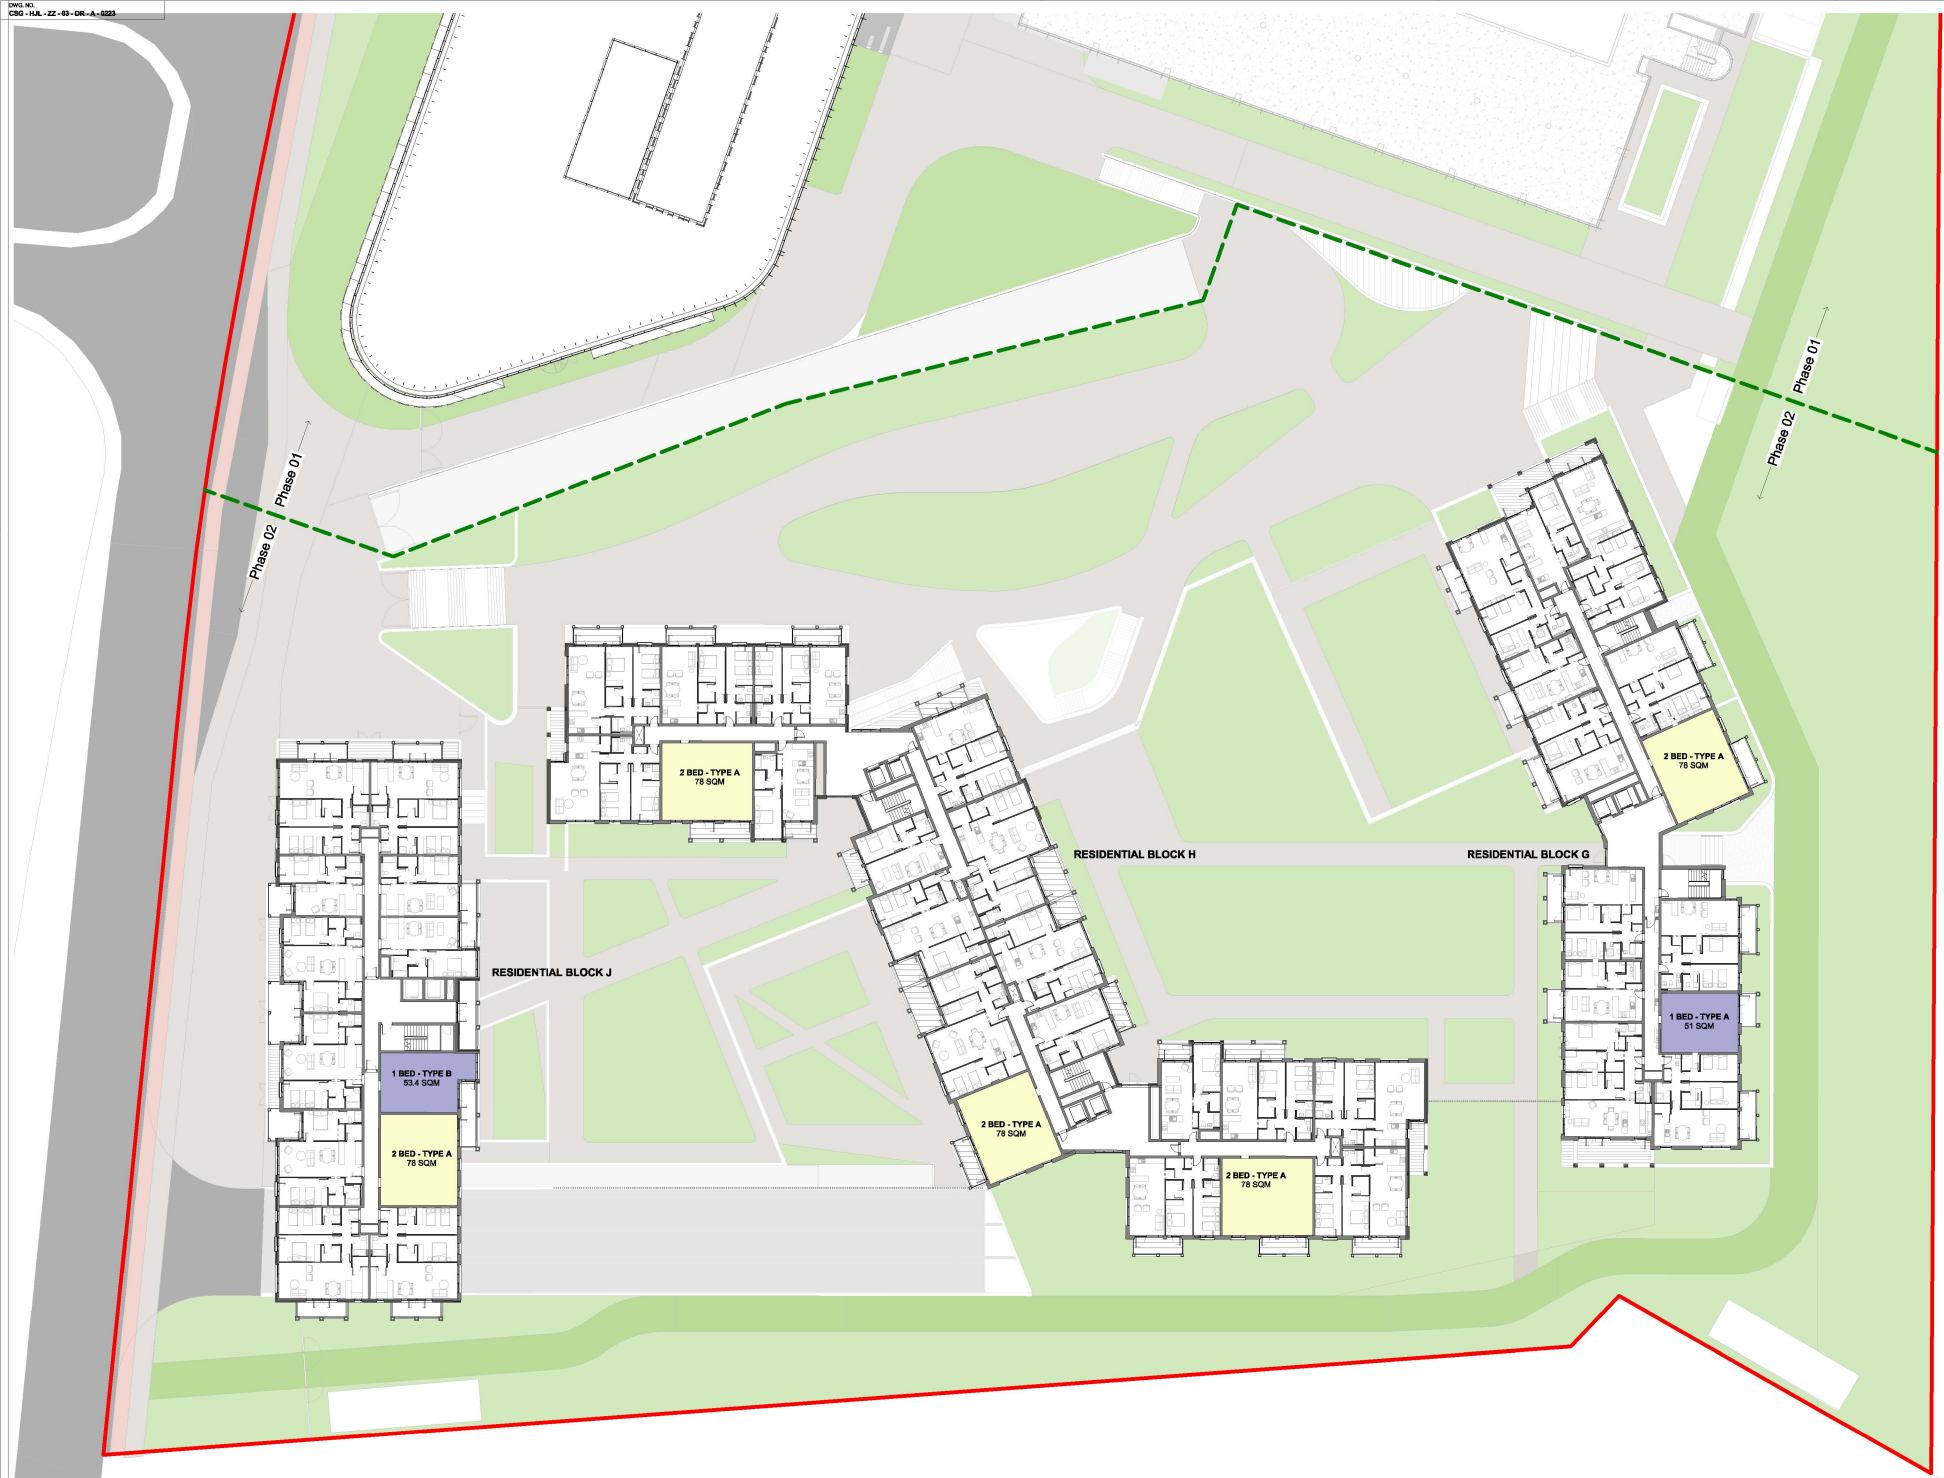 DWG. NO.
CSG - HJL - ZZ - 03 - DR - A - 0223
Phase 01
Phase 02
Phase 01
Phase 02
2 BED - TYPE A
78 SQM
2 BED - TYPE A
78 SQM
RESIDENTIAL BLOCK H
RESIDENTIAL BLOCK G
RESIDENTIAL BLOCK J
1 BED - TYPE A
51 SQM
1 BED - TYPE B
53.4 SQM
2 BED - TYPE A
78 SQM
2 BED - TYPE A
78 SQM
2 BED - TYPE A
78 SQM